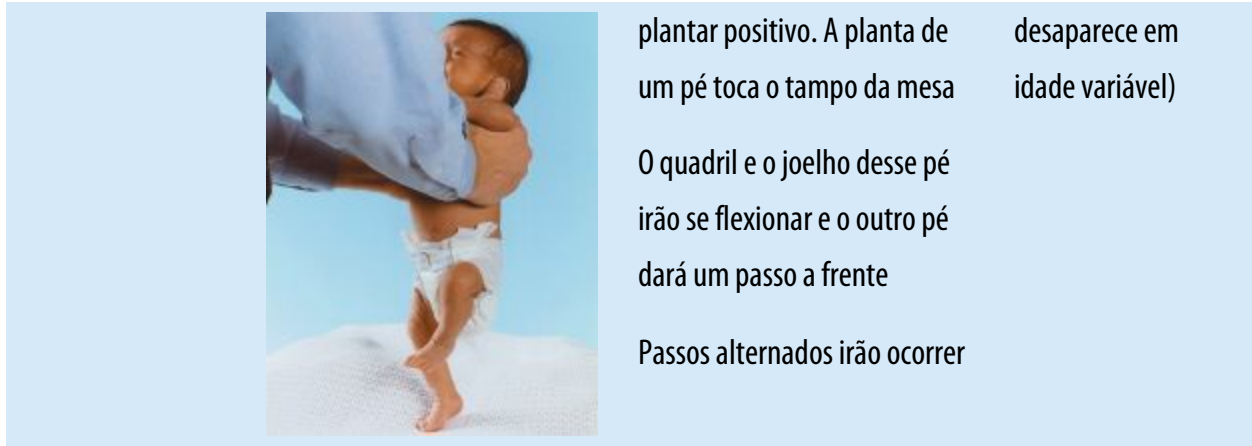 plantar positivo. A planta de
um pé toca o tampo da mesa
O quadril e o joelho desse pé
irão se flexionar e o outro pé
dará um passo a frente
Passos alternados irão ocorrer
desaparece em
idade variável)